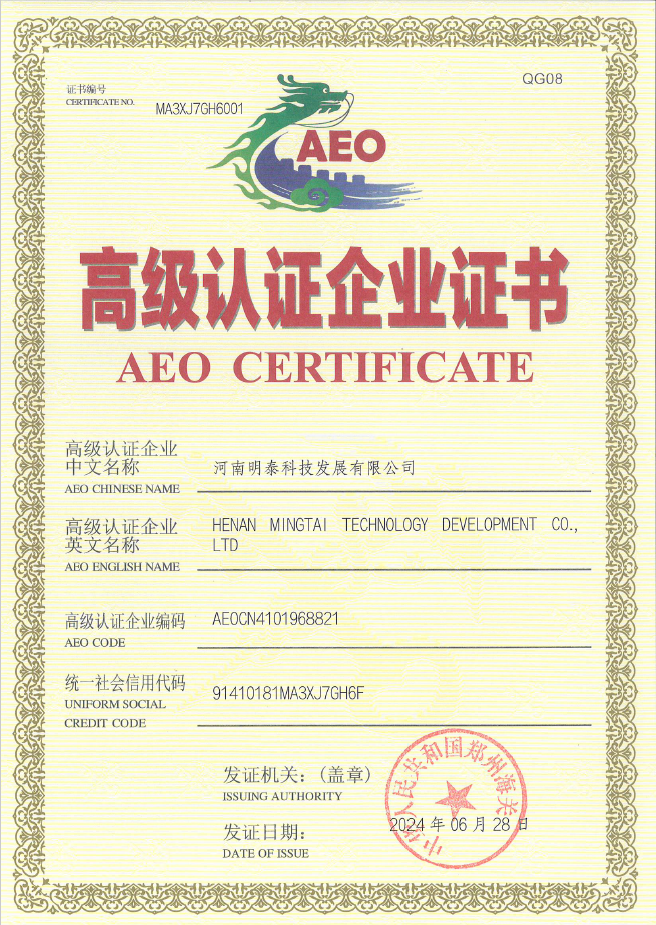 QG08
证书编号
CERTIFICATE NO.
MA3XJ7GH6001
AEO
高级认证企业证书
AEO CERTIFICATE
高级认证企业
中文名称
AEO CHINESE NAME
河南明泰科技发展有限公司
高级认证企业
英文名称
AEO ENGLISH NAME
HENAN MINGTAI TECHNOLOGY DEVELOPMENT CO.,
LTD
高级认证企业编码
AEO CODE
AEOCN4101968821
统一社会信用代码
UNIFORM SOCIAL
CREDIT CODE
91410181MA3XJ7GH6F
发证机关：(盖章)
ISSUING AUTHORITY
中华人民共和国郑州海关
发证日期：
2024 年 06 月 28 日
DATE OF ISSUE